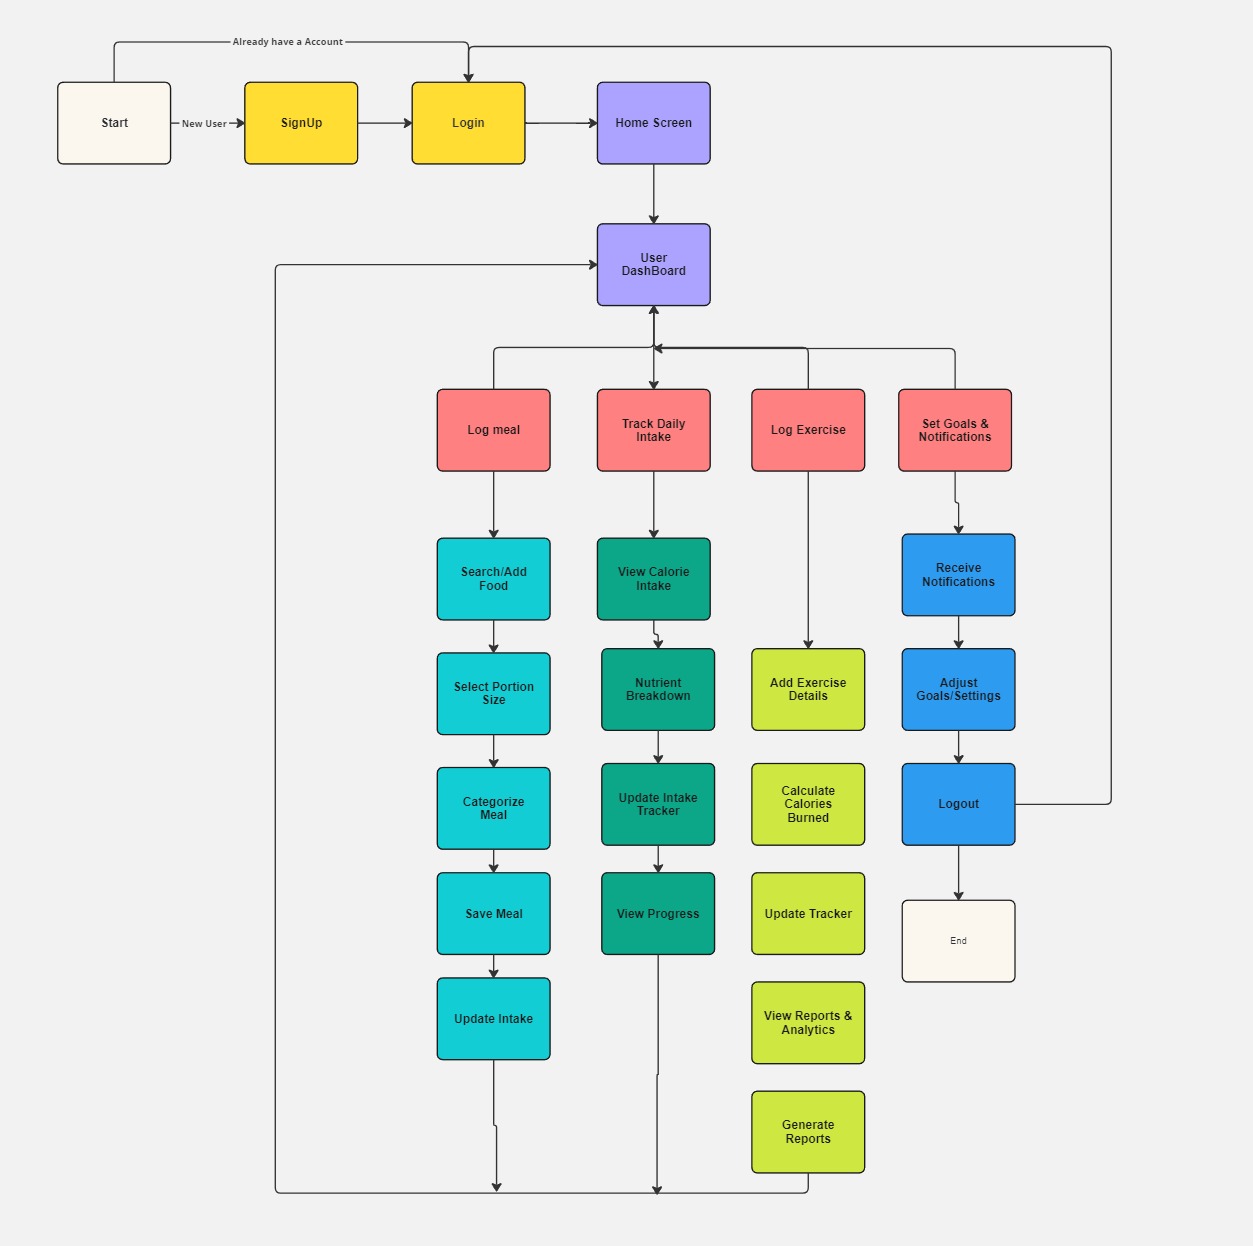 Already have a Account
Start
New User
SignUp
Login
Home Screen
User
DashBoard
Log meal
Track Daily
Intake
Log Exercise
Set Goals &
Notifications
Search/Add
Food
View Calorie
Intake
Receive
Notifications
Select Portion
Size
Nutrient
Breakdown
Add Exercise
Details
Adjust
Goals/Settings
Categorize
Meal
Update Intake
Tracker
Calculate
Calories
Burned
Logout
Save Meal
View Progress
Update Tracker
End
Update Intake
View Reports &
Analytics
Generate
Reports